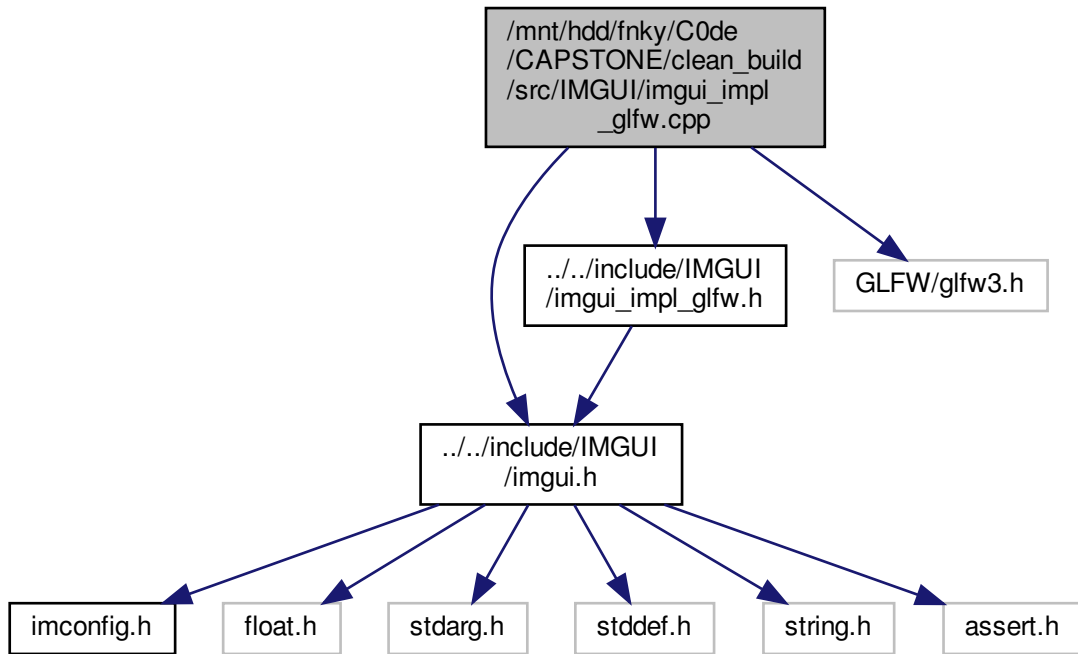 /mnt/hdd/fnky/C0de
/CAPSTONE/clean_build
/src/IMGUI/imgui_impl
_glfw.cpp
../../include/IMGUI
/imgui_impl_glfw.h
GLFW/glfw3.h
../../include/IMGUI
/imgui.h
imconfig.h
float.h
stdarg.h
stddef.h
string.h
assert.h